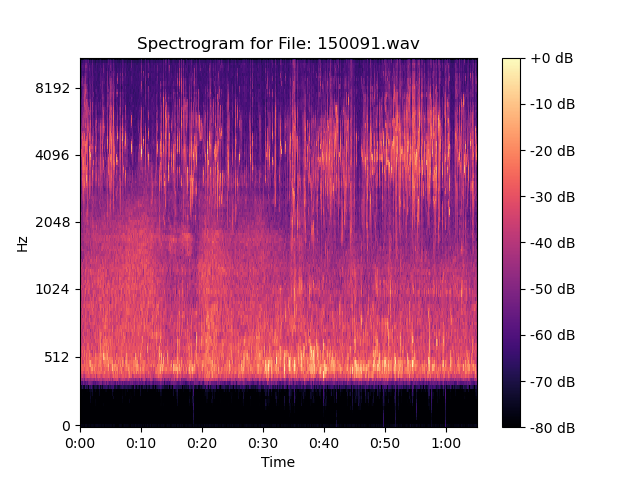 Spectrogram for File: 150091.wav
Hz
8192
4096
2048
1024
512
0
0:00 0:10 0:20 0:30 0:40 0:50 1:00
Time
+0 dB
-10 dB
-20 dB
-30 dB
-40 dB
-50 dB
-60 dB
-70 dB
-80 dB